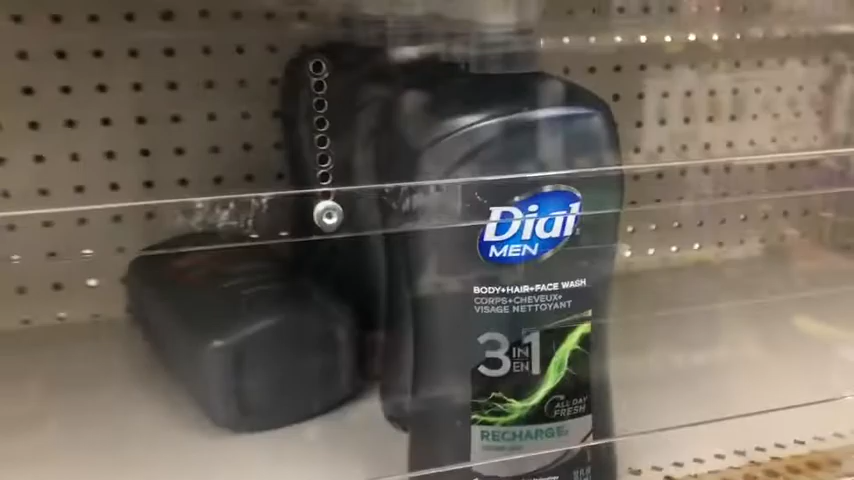 Dial
MEN
BODY+HAIR+FACE WASH
CORPS+CHEVEUX+
VISAGE NETTOYANT
3 IN EN 1
ALL DAY
FRESH
RECHARGE